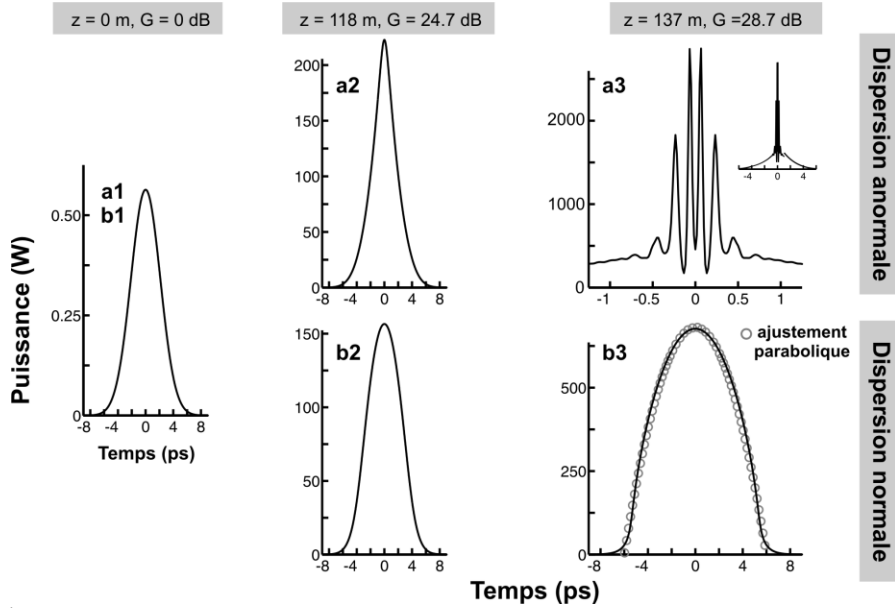 z = 0 m, G = 0 dB
z = 118 m, G = 24.7 dB
z = 137 m, G =28.7 dB
Puissance (W)
a1
b1
0.50
0.25
0
-8 -4 0 4 8
Temps (ps)
a2
200
150
100
50
0
-8 -4 0 4 8
a3
2000
1000
0
-1 -0.5 0 0.5 1
-4 0 4
Dispersion anormale
b2
150
100
50
0
-8 -4 0 4 8
b3
ajustement
parabolique
500
250
0
-8 -4 0 4 8
Dispersion normale
Temps (ps)